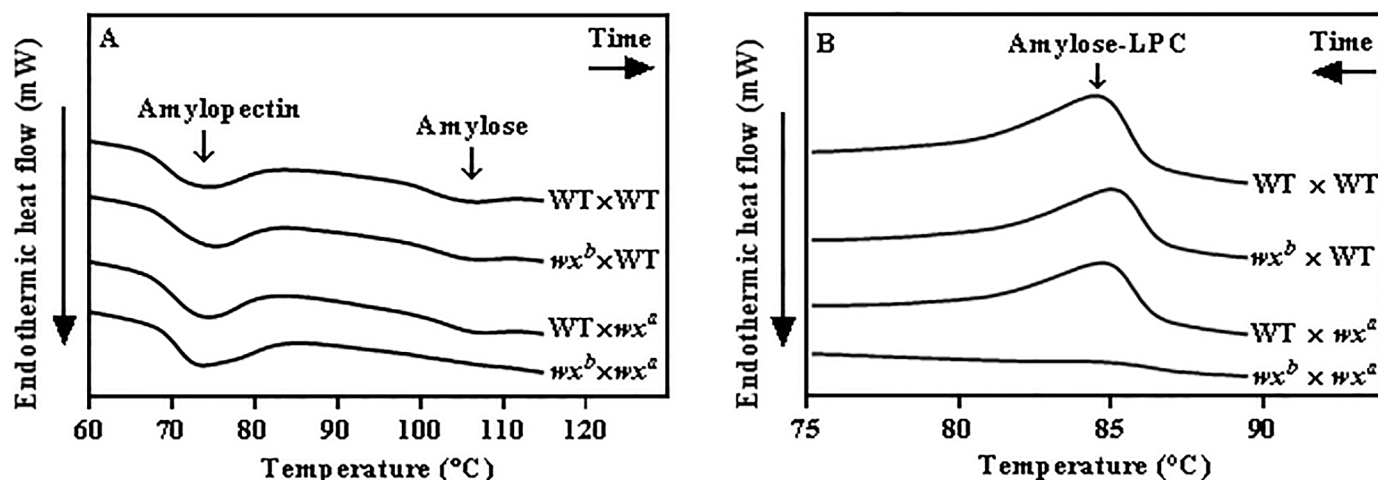 A
Time
Amylopectin
Amylose
WT×WT
wxᵇ×WT
WT×wxᵃ
wxᵇ×wxᵃ
Endothermic heat flow (mW)
60 70 80 90 100 110 120
Temperature (°C)
B
Amylose-LPC
Time
WT × WT
wxᵇ × WT
WT × wxᵃ
wxᵇ × wxᵃ
Endothermic heat flow (mW)
75 80 85 90
Temperature (°C)